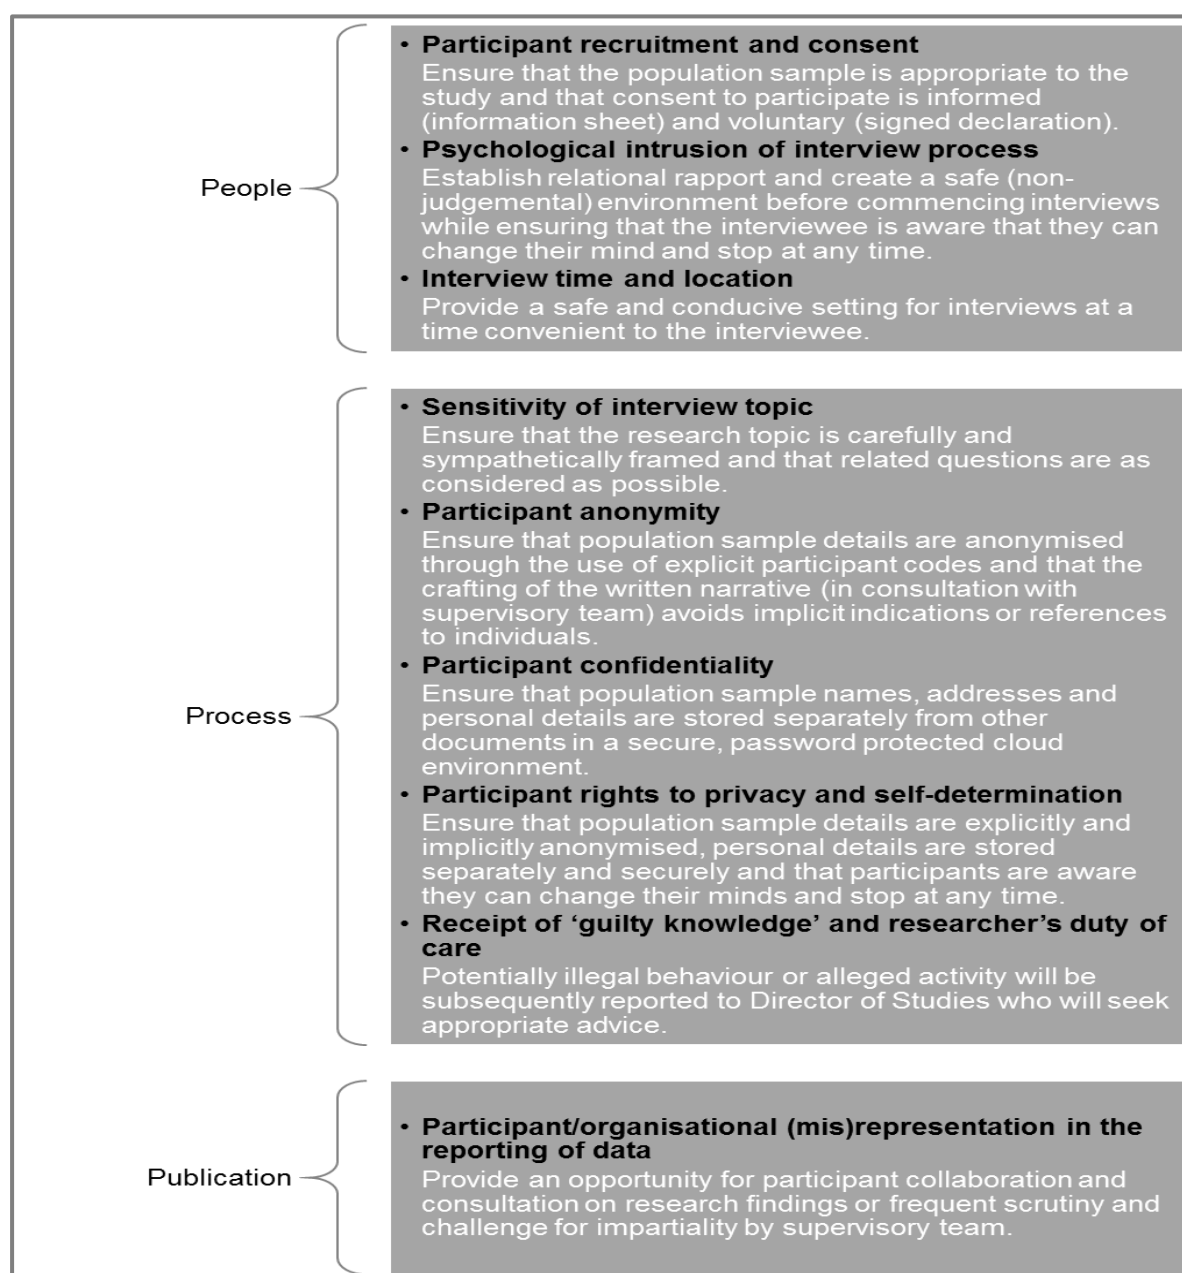 People
• Participant recruitment and consent
Ensure that the population sample is appropriate to the
study and that consent to participate is informed
(information sheet) and voluntary (signed declaration).
• Psychological intrusion of interview process
Establish relational rapport and create a safe (non-
judgemental) environment before commencing interviews
while ensuring that the interviewee is aware that they can
change their mind and stop at any time.
• Interview time and location
Provide a safe and conducive setting for interviews at a
time convenient to the interviewee.
Process
• Sensitivity of interview topic
Ensure that the research topic is carefully and
sympathetically framed and that related questions are as
considered as possible.
• Participant anonymity
Ensure that population sample details are anonymised
through the use of explicit participant codes and that the
crafting of the written narrative (in consultation with
supervisory team) avoids implicit indications or references
to individuals.
• Participant confidentiality
Ensure that population sample names, addresses and
personal details are stored separately from other
documents in a secure, password protected cloud
environment.
• Participant rights to privacy and self-determination
Ensure that population sample details are explicitly and
implicitly anonymised, personal details are stored
separately and securely and that participants are aware
they can change their minds and stop at any time.
• Receipt of ‘guilty knowledge’ and researcher’s duty of
care
Potentially illegal behaviour or alleged activity will be
subsequently reported to Director of Studies who will seek
appropriate advice.
Publication
• Participant/organisational (mis)representation in the
reporting of data
Provide an opportunity for participant collaboration and
consultation on research findings or frequent scrutiny and
challenge for impartiality by supervisory team.